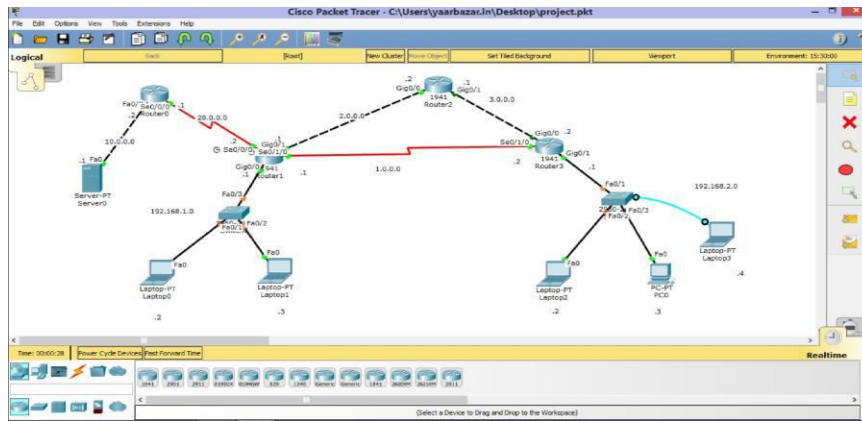 Cisco Packet Tracer - C:\Users\yaarbazar.in\Desktop\project.pkt
File Edit Options View Tools Extensions Help
Logical
Back
[Root]
New Cluster
Move Object
Set Tiled Background
Viewport
Environment: 15:30:00
.2
Gig0/0
.1
Gig0/1
1941
Router2
Se0/0/0
.1
Router0
.2
20.0.0.0
2.0.0.0
3.0.0.0
10.0.0.0
.2
Gig0/1
Se0/0/0
Se0/1/0
Gig0/0
Router1
.1
.1
Se0/1/0
Gig0/0
.2
Gig0/1
1941
Router3
.2
.1
1.0.0.0
.1
Fa0
Server-PT
Server0
Fa0/3
Fa0/2
Fa0/1
192.168.1.0
Fa0/1
Fa0/3
Fa0/2
192.168.2.0
Fa0
Laptop-PT
Laptop0
.2
Fa0
Laptop-PT
Laptop1
.3
Fa0
Laptop-PT
Laptop2
.2
Fa0
PC-PT
PC0
.3
Laptop-PT
Laptop3
.4
Time: 00:00:28
Power Cycle Devices
Fast Forward Time
Realtime
1941
2901
2911
819
1240
Generic
Generic
1841
2620XM
2621XM
2811
(Select a Device to Drag and Drop to the Workspace)